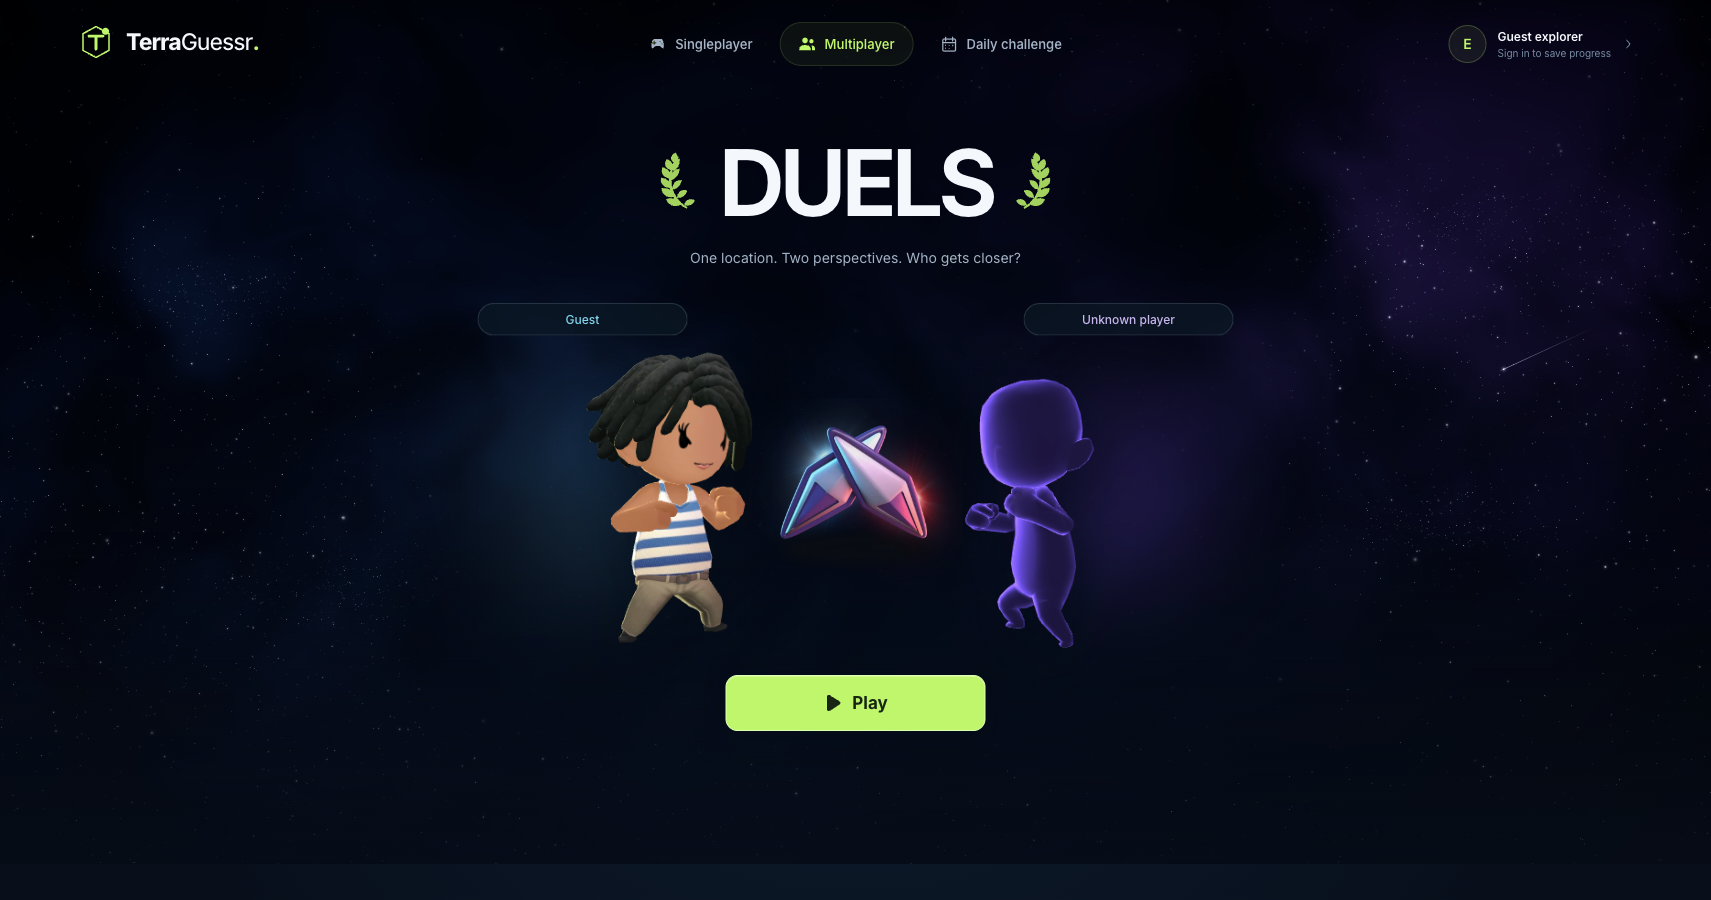 TerraGuessr.
Singleplayer
Multiplayer
Daily challenge
E
Guest explorer
Sign in to save progress
DUELS
One location. Two perspectives. Who gets closer?
Guest
Unknown player
Play